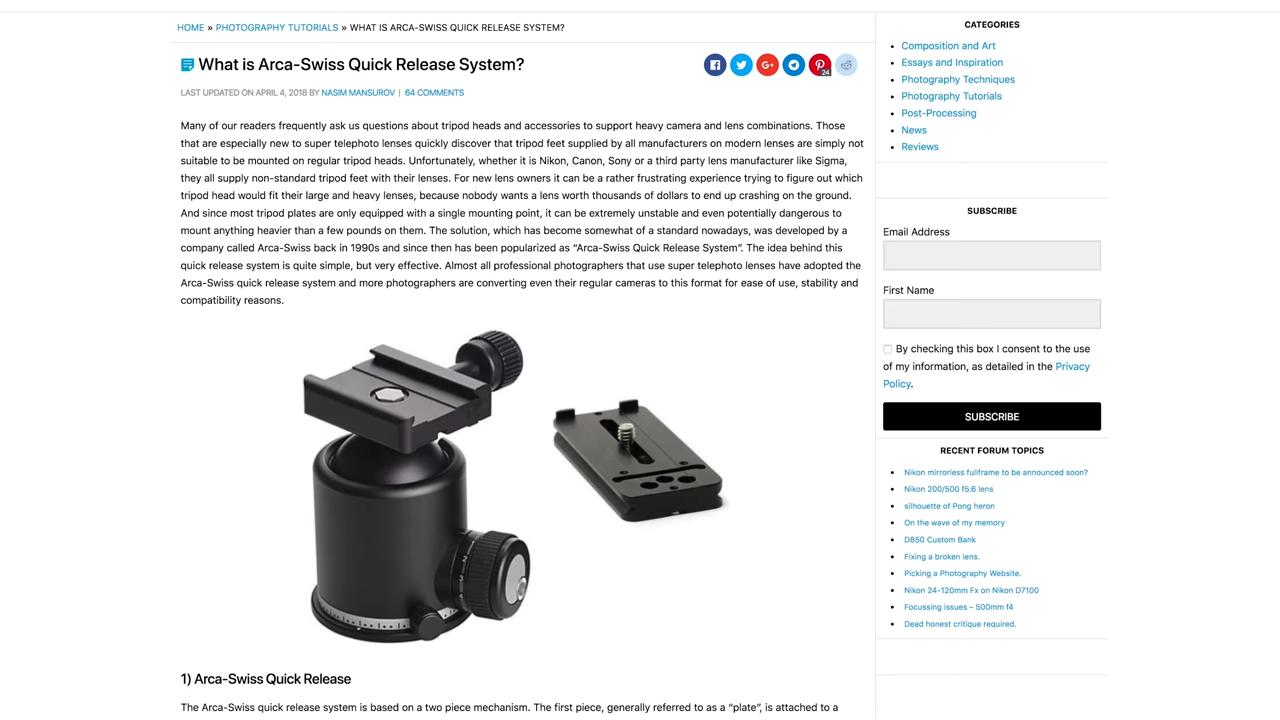 HOME » PHOTOGRAPHY TUTORIALS » WHAT IS ARCA-SWISS QUICK RELEASE SYSTEM?
What is Arca-Swiss Quick Release System?
24
LAST UPDATED ON APRIL 4, 2018 BY NASIM MANSUROV | 64 COMMENTS
Many of our readers frequently ask us questions about tripod heads and accessories to support heavy camera and lens combinations. Those
that are especially new to super telephoto lenses quickly discover that tripod feet supplied by all manufacturers on modern lenses are simply not
suitable to be mounted on regular tripod heads. Unfortunately, whether it is Nikon, Canon, Sony or a third party lens manufacturer like Sigma,
they all supply non-standard tripod feet with their lenses. For new lens owners it can be a rather frustrating experience trying to figure out which
tripod head would fit their large and heavy lenses, because nobody wants a lens worth thousands of dollars to end up crashing on the ground.
And since most tripod plates are only equipped with a single mounting point, it can be extremely unstable and even potentially dangerous to
mount anything heavier than a few pounds on them. The solution, which has become somewhat of a standard nowadays, was developed by a
company called Arca-Swiss back in 1990s and since then has been popularized as “Arca-Swiss Quick Release System”. The idea behind this
quick release system is quite simple, but very effective. Almost all professional photographers that use super telephoto lenses have adopted the
Arca-Swiss quick release system and more photographers are converting even their regular cameras to this format for ease of use, stability and
compatibility reasons.
1) Arca-Swiss Quick Release
The Arca-Swiss quick release system is based on a two piece mechanism. The first piece, generally referred to as a “plate”, is attached to a
CATEGORIES
Composition and Art
Essays and Inspiration
Photography Techniques
Photography Tutorials
Post-Processing
News
Reviews
SUBSCRIBE
Email Address
First Name
By checking this box I consent to the use
of my information, as detailed in the Privacy
Policy.
SUBSCRIBE
RECENT FORUM TOPICS
Nikon mirrorless fullframe to be announced soon?
Nikon 200/500 f5.6 lens
silhouette of Pong heron
On the wave of my memory
D850 Custom Bank
Fixing a broken lens.
Picking a Photography Website.
Nikon 24-120mm Fx on Nikon D7100
Focussing issues – 500mm f4
Dead honest critique required.